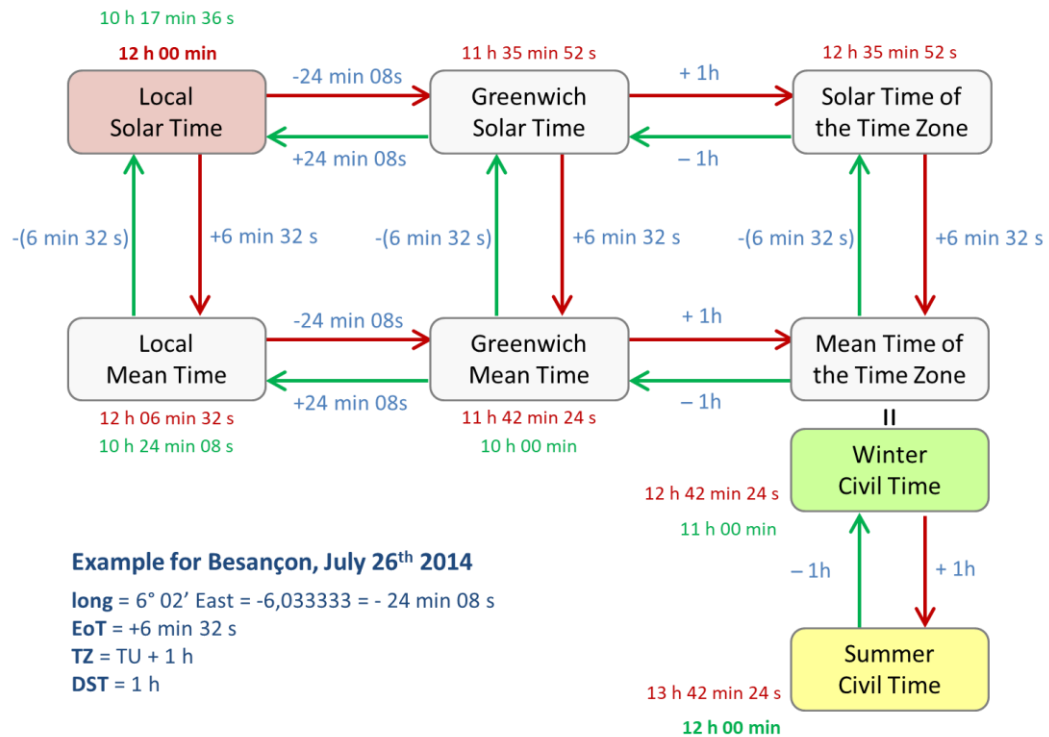 10 h 17 min 36 s
12 h 00 min
11 h 35 min 52 s
12 h 35 min 52 s
Local
Solar Time
-24 min 08s
+24 min 08s
Greenwich
Solar Time
+ 1h
– 1h
Solar Time of
the Time Zone
-(6 min 32 s)
+6 min 32 s
-(6 min 32 s)
+6 min 32 s
-(6 min 32 s)
+6 min 32 s
Local
Mean Time
-24 min 08s
+24 min 08s
Greenwich
Mean Time
+ 1h
– 1h
Mean Time of
the Time Zone
12 h 06 min 32 s
10 h 24 min 08 s
11 h 42 min 24 s
10 h 00 min
=
Winter
Civil Time
12 h 42 min 24 s
11 h 00 min
– 1h
+ 1h
Summer
Civil Time
13 h 42 min 24 s
12 h 00 min
Example for Besançon, July 26th 2014
long = 6° 02’ East = -6,033333 = - 24 min 08 s
EoT = +6 min 32 s
TZ = TU + 1 h
DST = 1 h